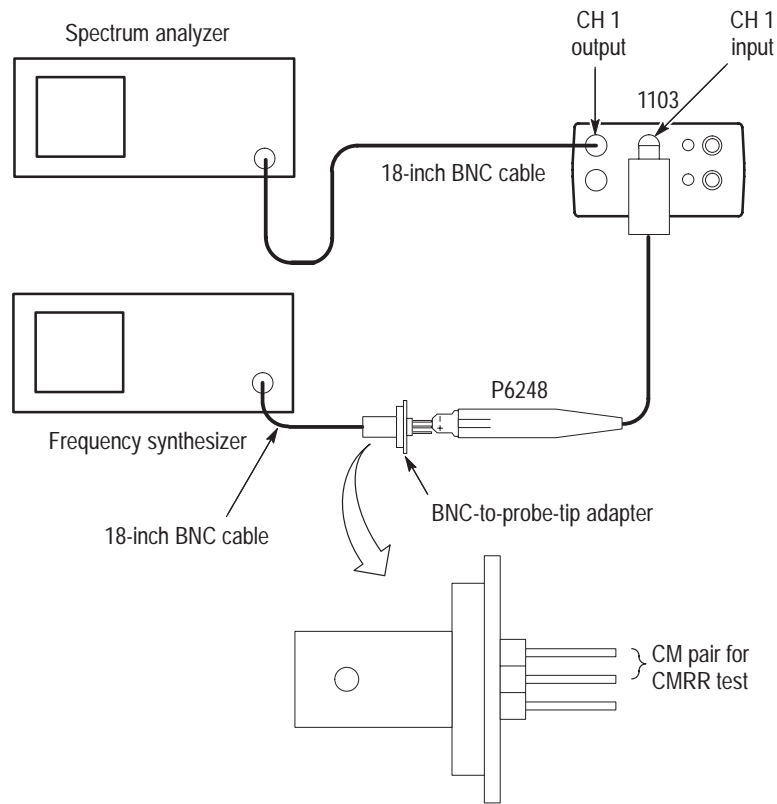 Spectrum analyzer
CH 1
output
CH 1
input
1103
18-inch BNC cable
P6248
−
+
Frequency synthesizer
18-inch BNC cable
BNC-to-probe-tip adapter
CM pair for
CMRR test